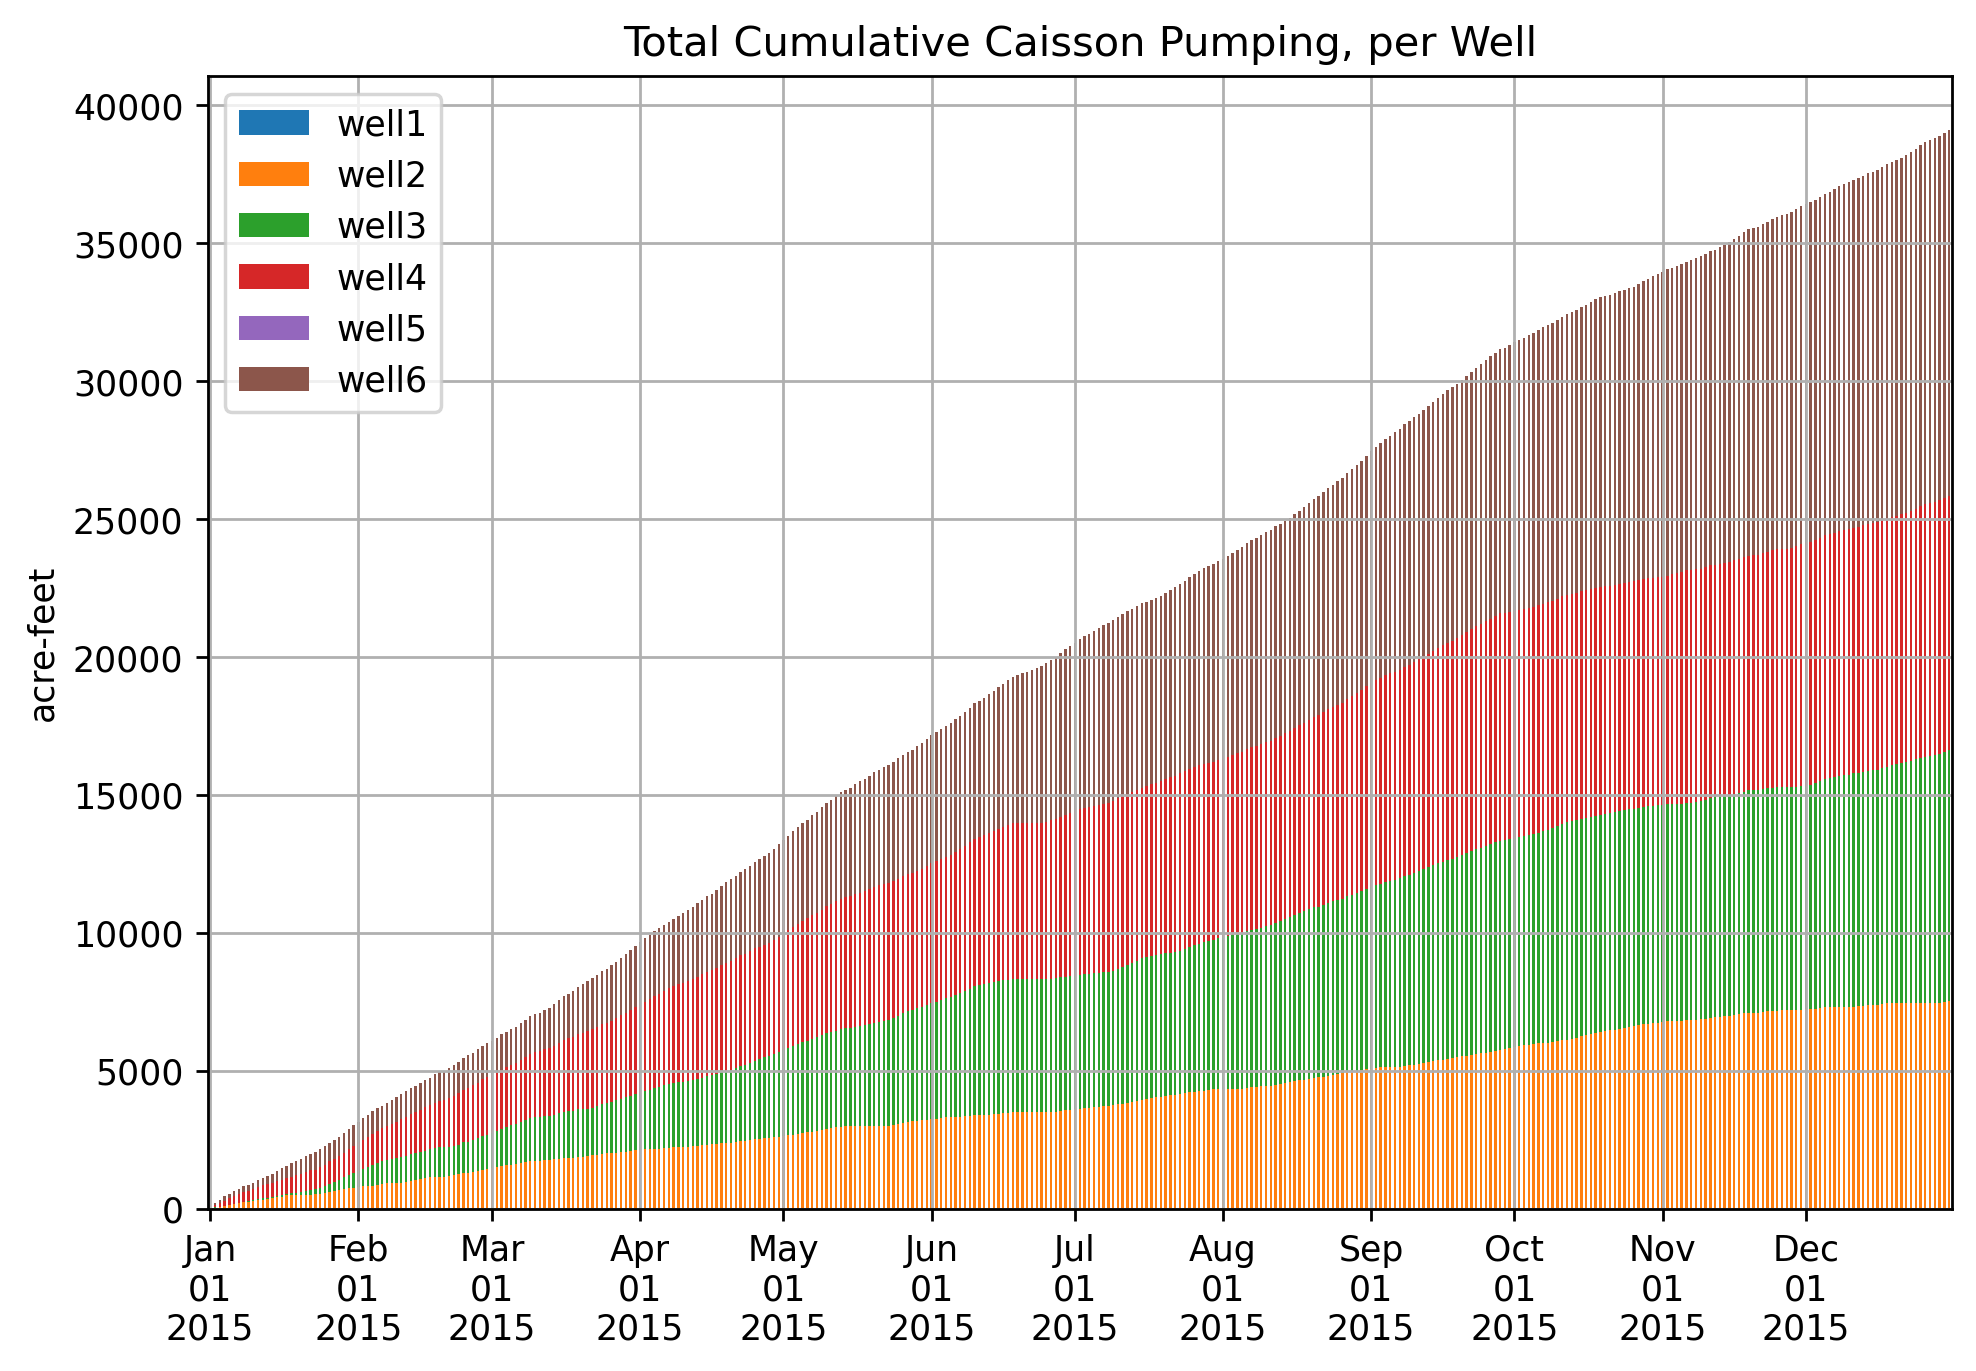 Total Cumulative Caisson Pumping, per Well
40000
35000
30000
25000
20000
15000
10000
5000
0
acre-feet
well1
well2
well3
well4
well5
well6
Jan Feb Mar Apr May Jun Jul Aug Sep Oct Nov Dec
01 01 01 01 01 01 01 01 01 01 01 01
2015 2015 2015 2015 2015 2015 2015 2015 2015 2015 2015 2015